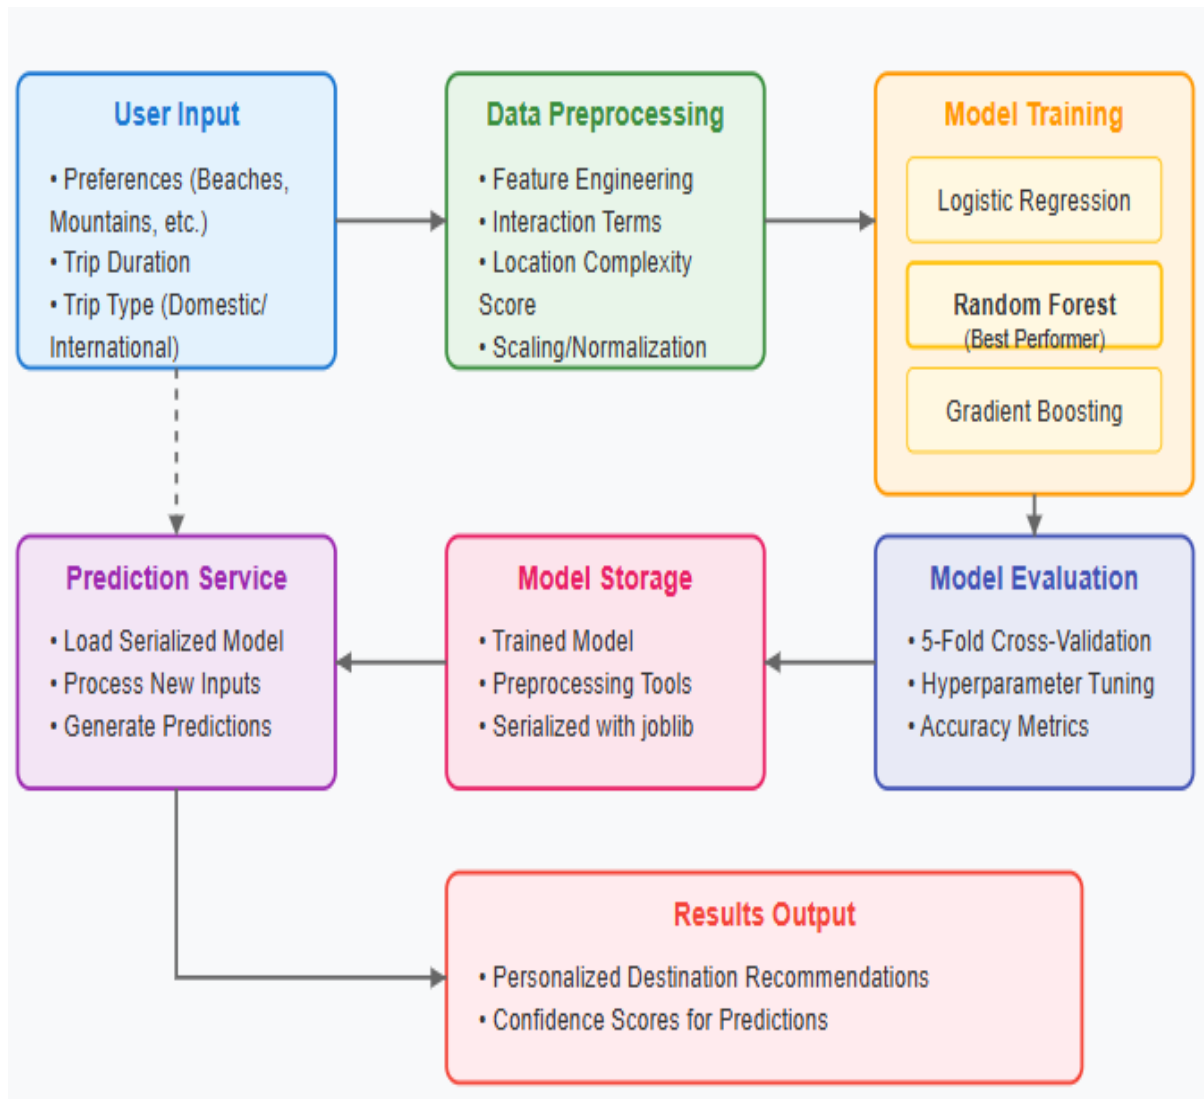 User Input
• Preferences (Beaches,
Mountains, etc.)
• Trip Duration
• Trip Type (Domestic/
International)
Data Preprocessing
• Feature Engineering
• Interaction Terms
• Location Complexity
Score
• Scaling/Normalization
Model Training
Logistic Regression
Random Forest
(Best Performer)
Gradient Boosting
Prediction Service
• Load Serialized Model
• Process New Inputs
• Generate Predictions
Model Storage
• Trained Model
• Preprocessing Tools
• Serialized with joblib
Model Evaluation
• 5-Fold Cross-Validation
• Hyperparameter Tuning
• Accuracy Metrics
Results Output
• Personalized Destination Recommendations
• Confidence Scores for Predictions